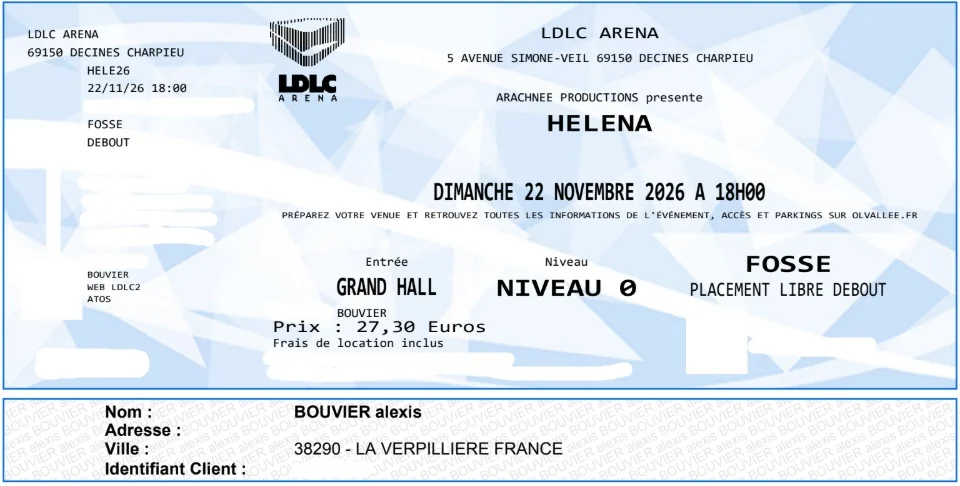 LDLC ARENA
69150 DECINES CHARPIEU
HELE26
22/11/26 18:00
FOSSE
DEBOUT
BOUVIER
WEB LDLC2
ATOS
LDLC
ARENA
LDLC ARENA
5 AVENUE SIMONE-VEIL 69150 DECINES CHARPIEU
ARACHNEE PRODUCTIONS presente
HELENA
DIMANCHE 22 NOVEMBRE 2026 A 18H00
PRÉPAREZ VOTRE VENUE ET RETROUVEZ TOUTES LES INFORMATIONS DE L'ÉVÉNEMENT, ACCÈS ET PARKINGS SUR OLVALLEE.FR
Entrée
GRAND HALL
BOUVIER
Niveau
NIVEAU 0
FOSSE
PLACEMENT LIBRE DEBOUT
Prix : 27,30 Euros
Frais de location inclus
Nom : BOUVIER alexis
Adresse :
Ville : 38290 - LA VERPILLIERE FRANCE
Identifiant Client :